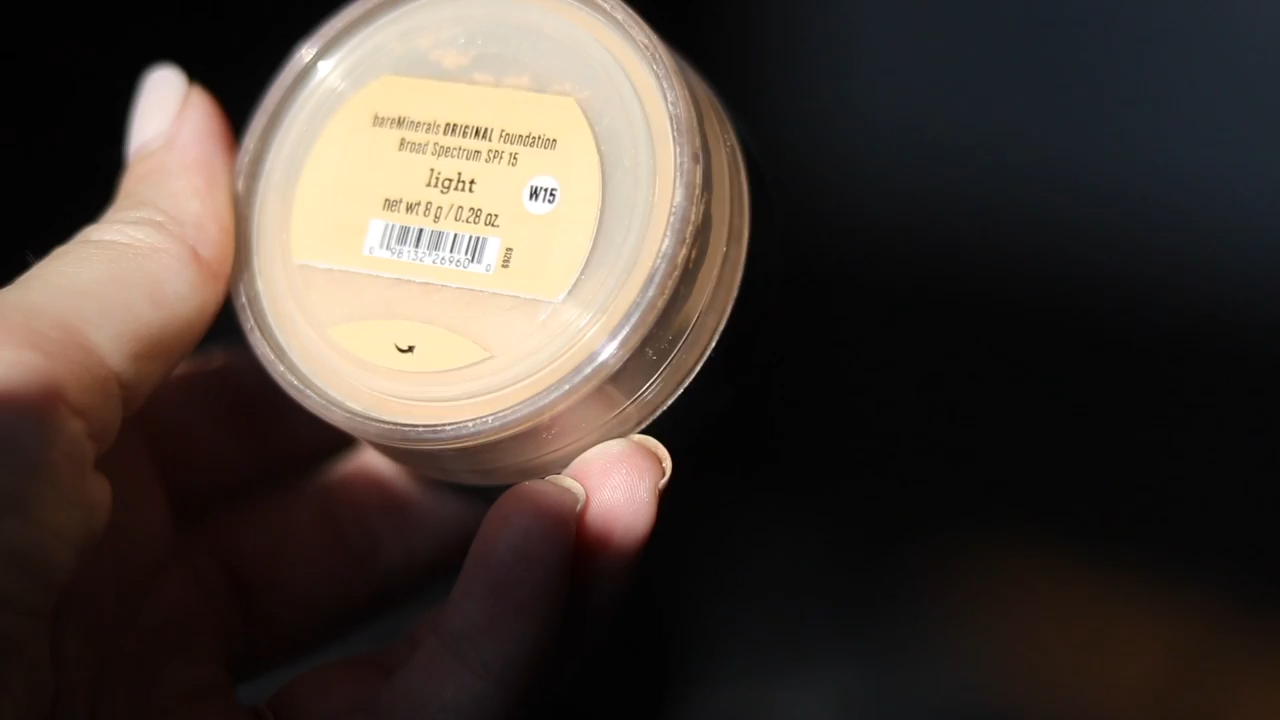 bareMinerals ORIGINAL Foundation
Broad Spectrum SPF 15
light
W15
net wt 8 g / 0.28 oz.
0 98132 26960 0
61269